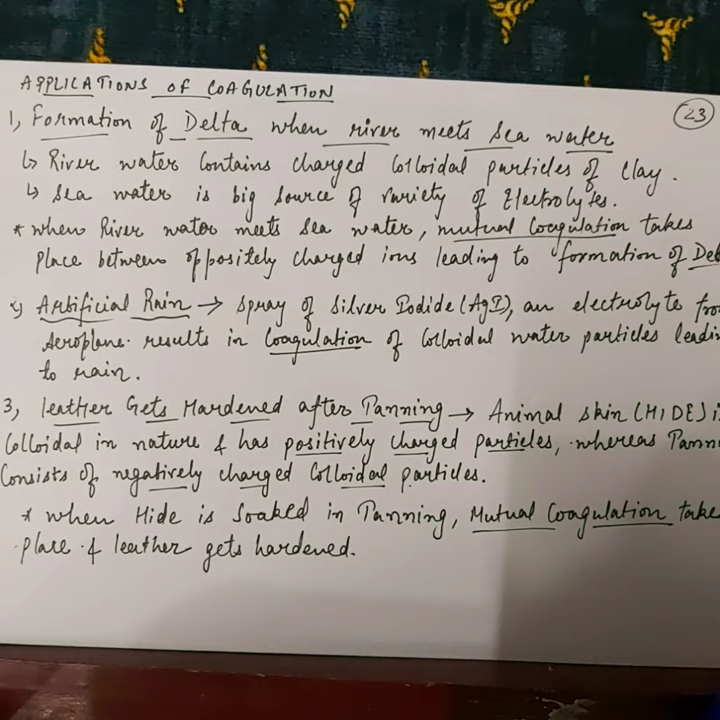 APPLICATIONS OF COAGULATION
23
1, Formation of Delta when river meets Sea water
↳ River water Contains charged Colloidal particles of Clay.
↳ Sea water is big Source of variety of Electrolytes.
* when River water meets Sea water, mutual Coagulation takes
place between oppositely charged ions leading to formation of Del
Artificial Rain → Spray of Silver Iodide (AgI), an electrolyte fro
Aeroplane. results in Coagulation of Colloidal water particles leadin
to rain.
3, leather Gets Hardened after Tanning → Animal skin (HIDE) i
Colloidal in nature & has positively charged particles, whereas Tann
Consists of negatively charged Colloidal particles.
* when Hide is Soaked in Tanning, Mutual Coagulation take
place & leather gets hardened.